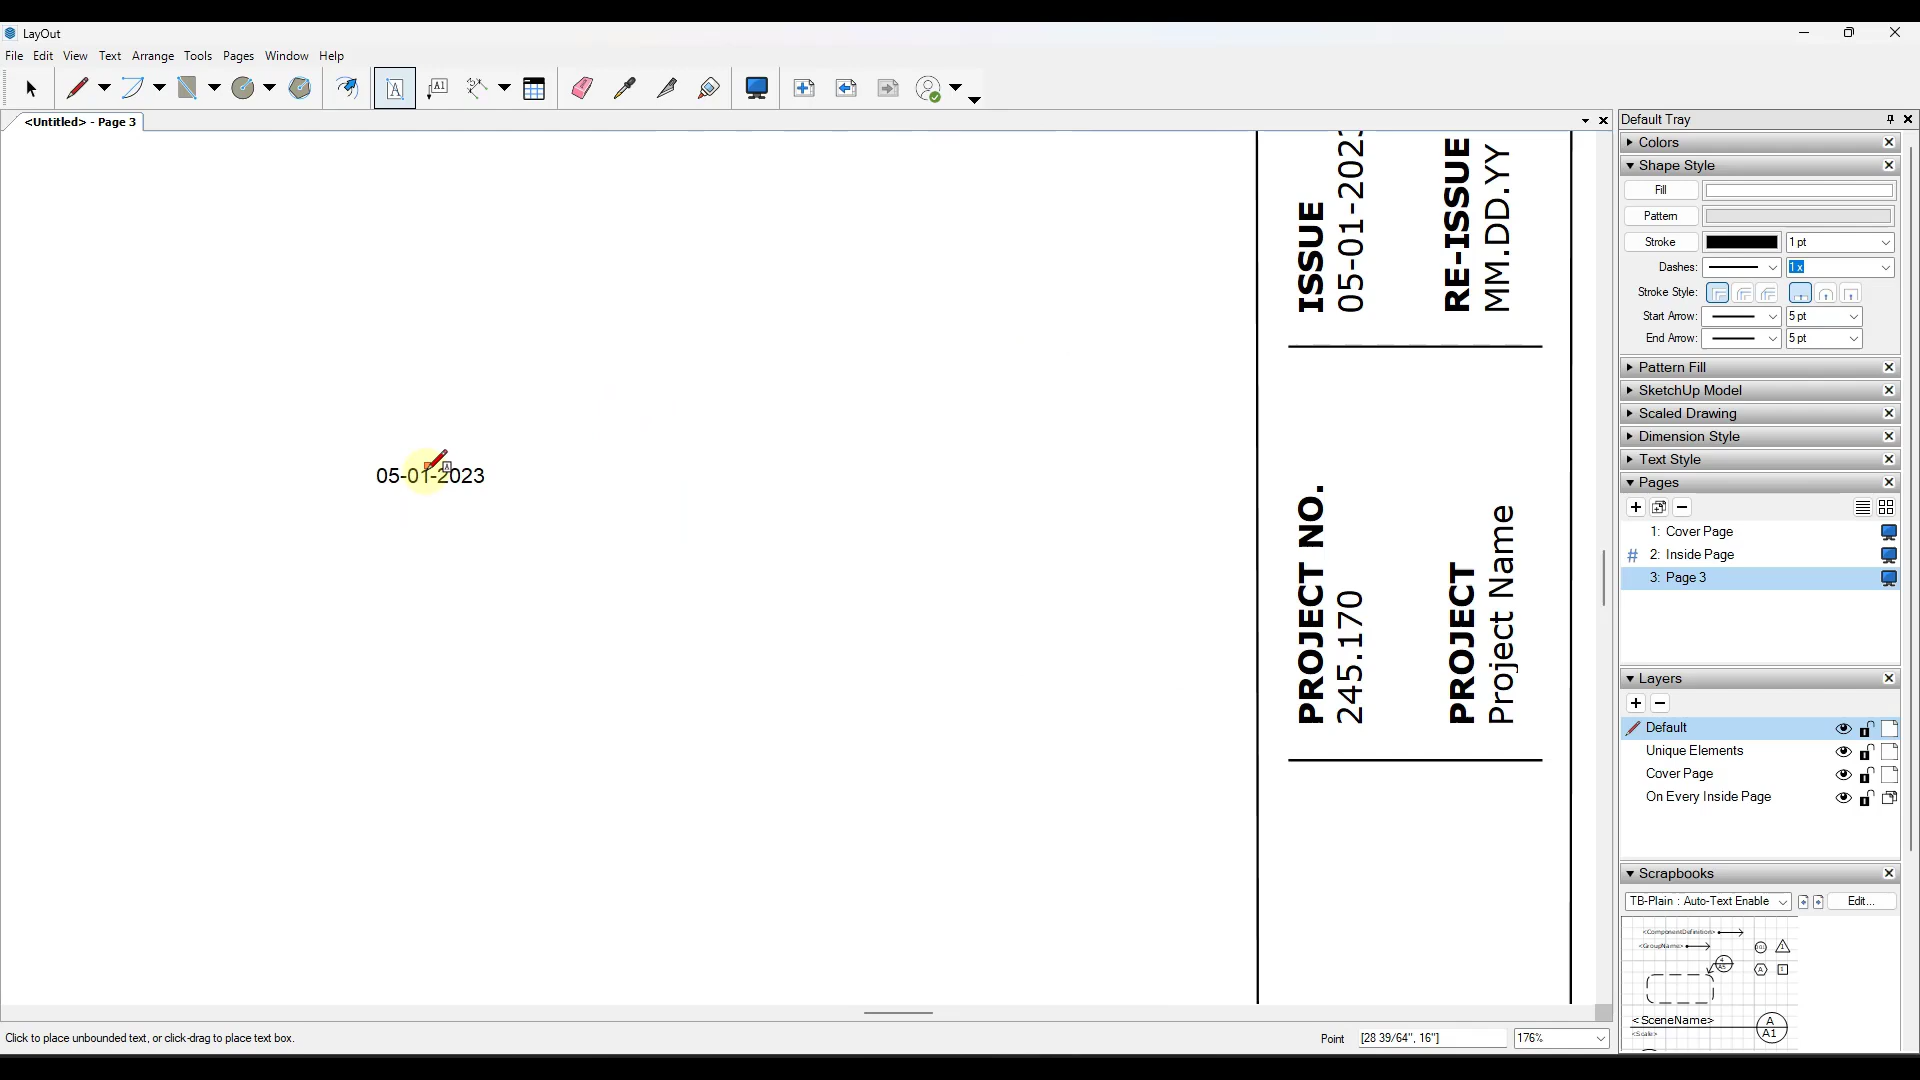 LayOut
File Edit View Text Arrange Tools Pages Window Help
<Untitled> - Page 3
05-01-2023
ISSUE
05-01-2023
RE-ISSUE
MM.DD.YY
PROJECT NO.
245.170
PROJECT
Project Name
Default Tray
Colors
Shape Style
Fill
Pattern
Stroke 1 pt
Dashes: 1 x
Stroke Style:
Start Arrow: 5 pt
End Arrow: 5 pt
Pattern Fill
SketchUp Model
Scaled Drawing
Dimension Style
Text Style
Pages
1: Cover Page
# 2: Inside Page
3: Page 3
Layers
Default
Unique Elements
Cover Page
On Every Inside Page
Scrapbooks
TB-Plain : Auto-Text Enable Edit...
<ComponentDefinition>
<GroupName>
<SceneName>
<Scale>
A
A1
Click to place unbounded text, or click-drag to place text box.
Point [28 39/64", 16"] 176%